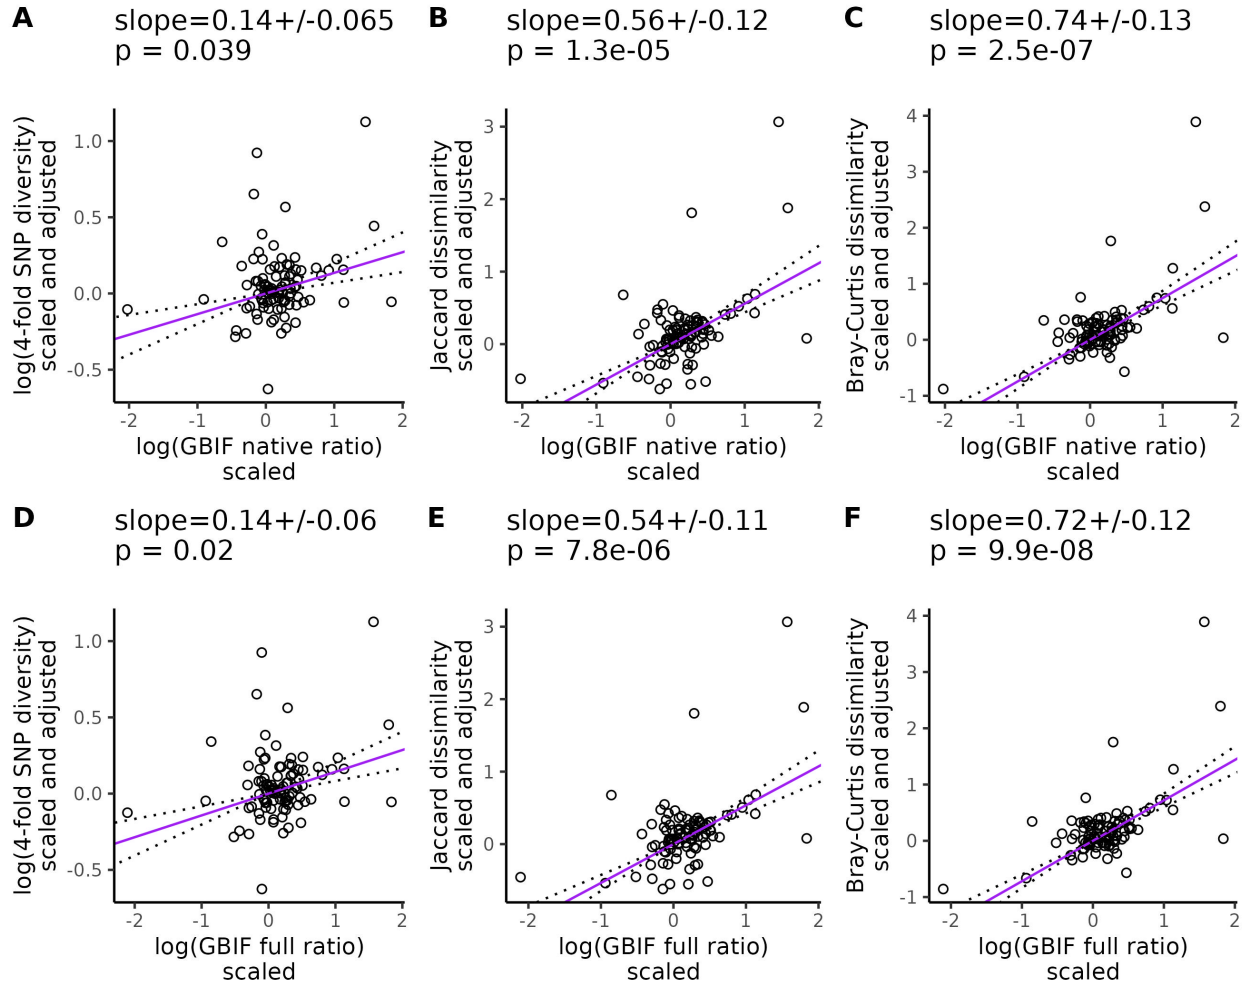 A
slope=0.14+/-0.065
p = 0.039
log(4-fold SNP diversity)
scaled and adjusted
1.0
0.5
0.0
-0.5
-2
-1
0
1
2
log(GBIF native ratio)
scaled
B
slope=0.56+/-0.12
p = 1.3e-05
Jaccard dissimilarity
scaled and adjusted
3
2
1
0
-2
-1
0
1
2
log(GBIF native ratio)
scaled
C
slope=0.74+/-0.13
p = 2.5e-07
Bray-Curtis dissimilarity
scaled and adjusted
4
3
2
1
0
-1
-2
-1
0
1
2
log(GBIF native ratio)
scaled
D
slope=0.14+/-0.06
p = 0.02
log(4-fold SNP diversity)
scaled and adjusted
1.0
0.5
0.0
-0.5
-2
-1
0
1
2
log(GBIF full ratio)
scaled
E
slope=0.54+/-0.11
p = 7.8e-06
Jaccard dissimilarity
scaled and adjusted
3
2
1
0
-2
-1
0
1
2
log(GBIF full ratio)
scaled
F
slope=0.72+/-0.12
p = 9.9e-08
Bray-Curtis dissimilarity
scaled and adjusted
4
3
2
1
0
-1
-2
-1
0
1
2
log(GBIF full ratio)
scaled